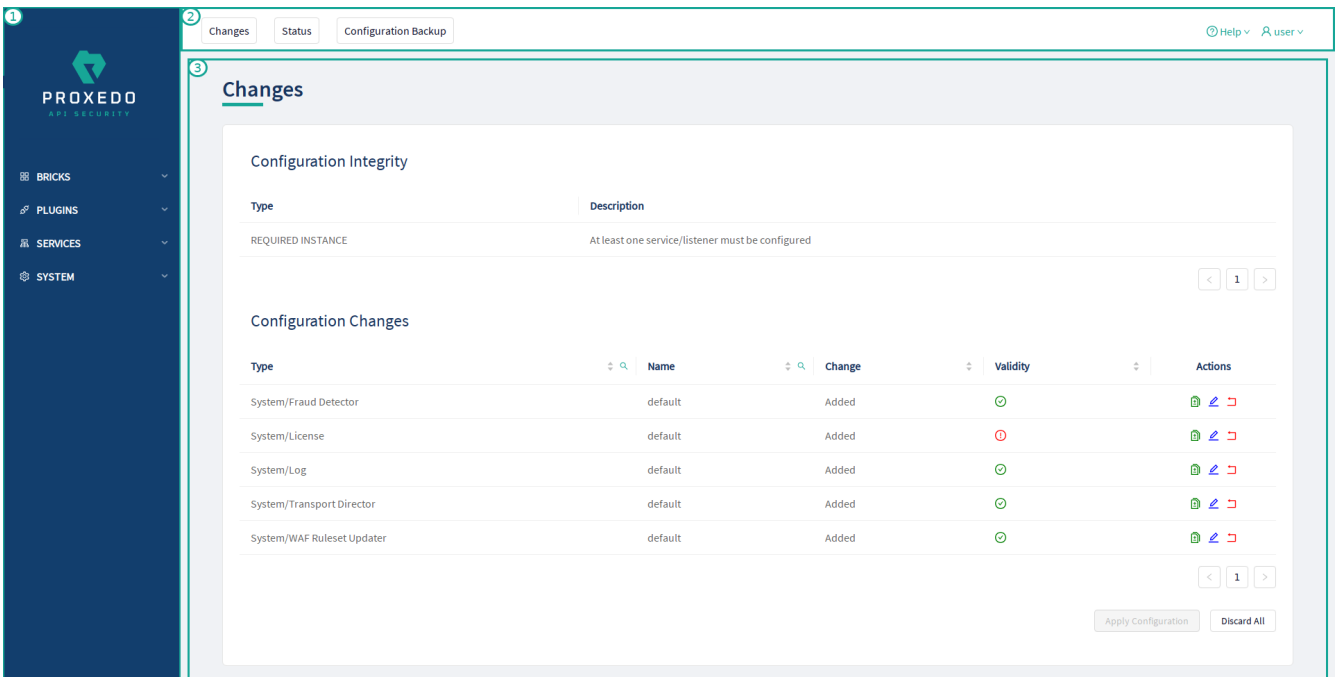 1
2
Changes Status Configuration Backup Help user
3
PROXEDO
API SECURITY
BRICKS
PLUGINS
SERVICES
SYSTEM
Changes
Configuration Integrity
Type Description
REQUIRED INSTANCE At least one service/listener must be configured
< 1 >
Configuration Changes
Type Name Change Validity Actions
System/Fraud Detector default Added
System/License default Added
System/Log default Added
System/Transport Director default Added
System/WAF Ruleset Updater default Added
< 1 >
Apply Configuration Discard All